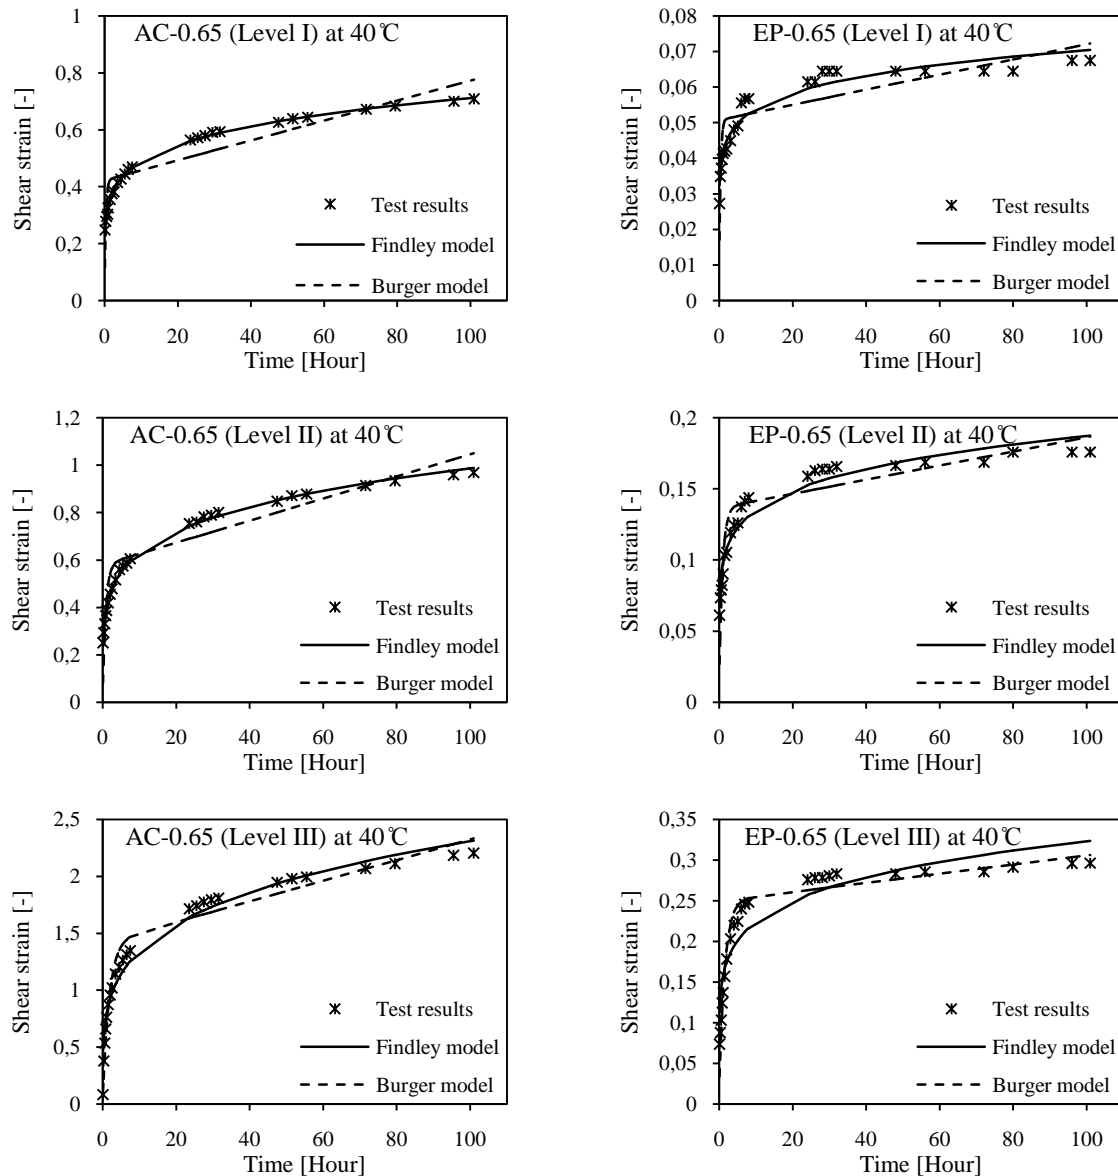 AC-0.65 (Level I) at 40℃
Shear strain [-]
1
0,8
0,6
0,4
0,2
0
Test results
Findley model
Burger model
0 20 40 60 80 100
Time [Hour]
EP-0.65 (Level I) at 40℃
Shear strain [-]
0,08
0,07
0,06
0,05
0,04
0,03
0,02
0,01
0
Test results
Findley model
Burger model
0 20 40 60 80 100
Time [Hour]
AC-0.65 (Level II) at 40℃
Shear strain [-]
1,2
1
0,8
0,6
0,4
0,2
0
Test results
Findley model
Burger model
0 20 40 60 80 100
Time [Hour]
EP-0.65 (Level II) at 40℃
Shear strain [-]
0,2
0,15
0,1
0,05
0
Test results
Findley model
Burger model
0 20 40 60 80 100
Time [Hour]
AC-0.65 (Level III) at 40℃
Shear strain [-]
2,5
2
1,5
1
0,5
0
Test results
Findley model
Burger model
0 20 40 60 80 100
Time [Hour]
EP-0.65 (Level III) at 40℃
Shear strain [-]
0,35
0,3
0,25
0,2
0,15
0,1
0,05
0
Test results
Findley model
Burger model
0 20 40 60 80 100
Time [Hour]